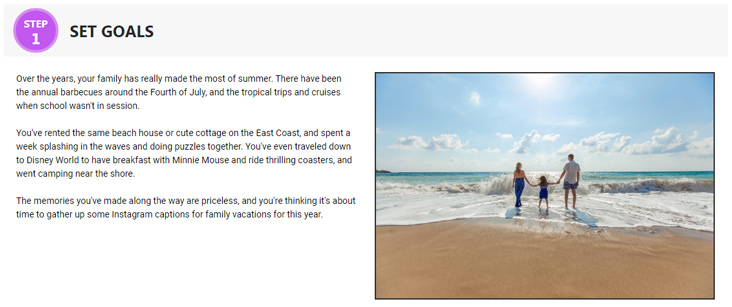 STEP
1
SET GOALS
Over the years, your family has really made the most of summer. There have been
the annual barbecues around the Fourth of July, and the tropical trips and cruises
when school wasn't in session.
You've rented the same beach house or cute cottage on the East Coast, and spent a
week splashing in the waves and doing puzzles together. You've even traveled down
to Disney World to have breakfast with Minnie Mouse and ride thrilling coasters, and
went camping near the shore.
The memories you've made along the way are priceless, and you're thinking it's about
time to gather up some Instagram captions for family vacations for this year.